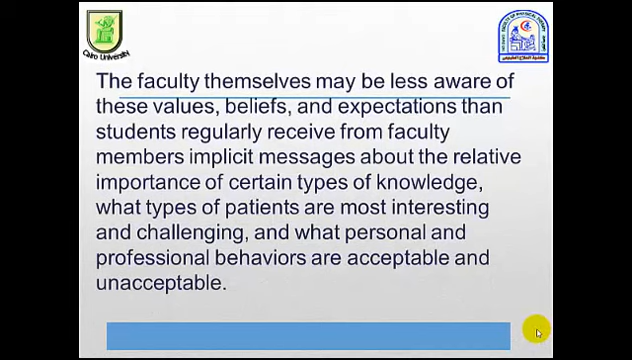 Cairo University
The faculty themselves may be less aware of
these values, beliefs, and expectations than
students regularly receive from faculty
members implicit messages about the relative
importance of certain types of knowledge,
what types of patients are most interesting
and challenging, and what personal and
professional behaviors are acceptable and
unacceptable.